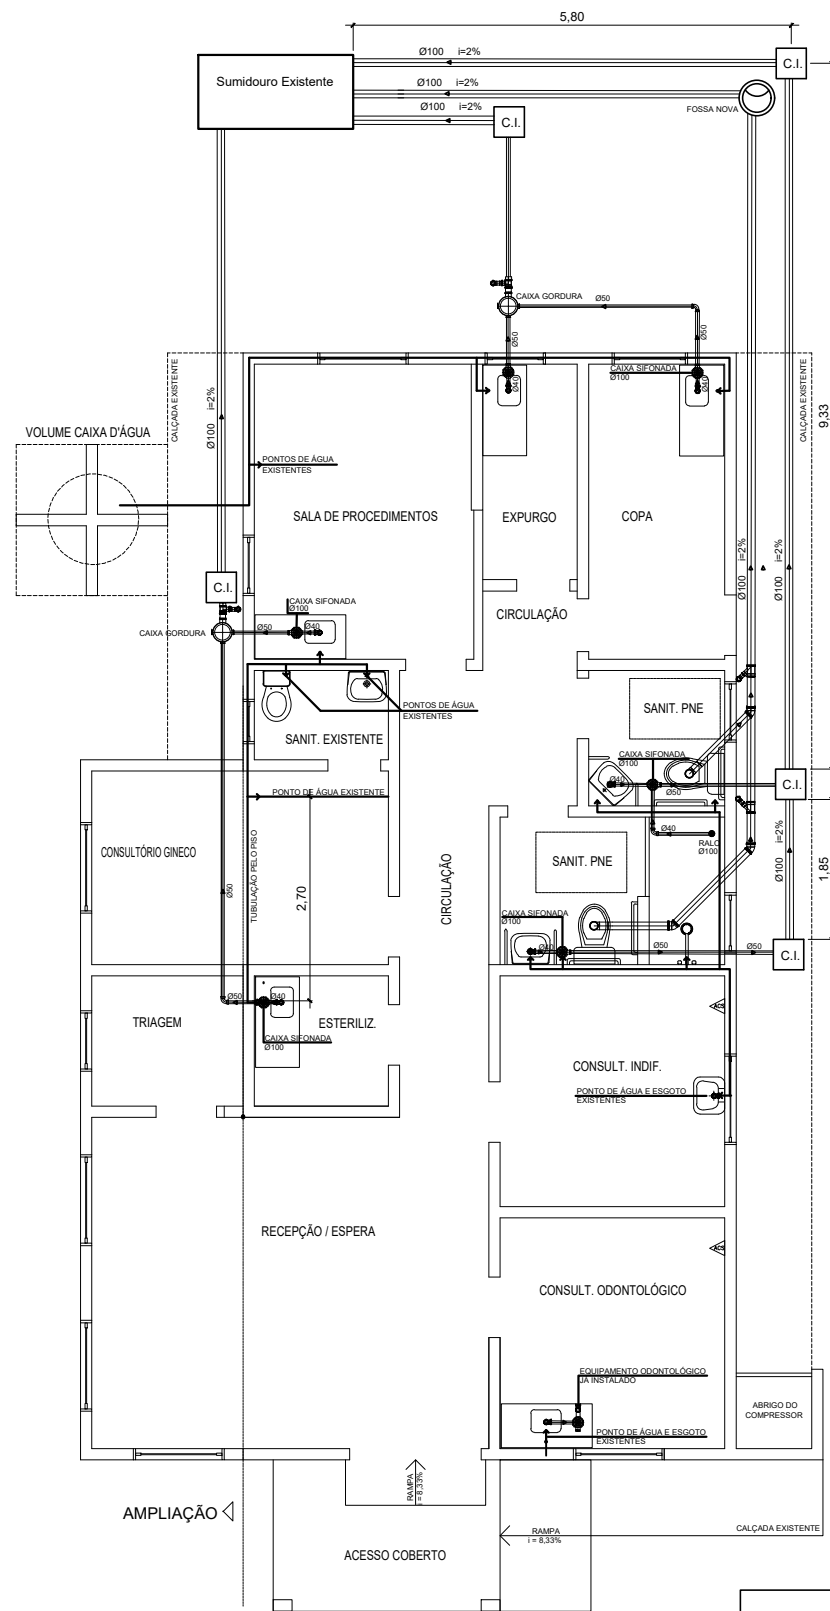 5,80
Ø100 i=2%
C.I.
Sumidouro Existente
Ø100 i=2%
FOSSA NOVA
Ø100 i=2%
C.I.
CAIXA GORDURA
Ø50
Ø50
Ø50
CALÇADA EXISTENTE
Ø100 i=2%
CAIXA SIFONADA
Ø100
Ø40
Ø40
CALÇADA EXISTENTE
9,33
VOLUME CAIXA D'ÁGUA
PONTOS DE ÁGUA
EXISTENTES
SALA DE PROCEDIMENTOS
EXPURGO
COPA
Ø100 i=2%
Ø100 i=2%
C.I.
CAIXA SIFONADA
Ø100
CIRCULAÇÃO
CAIXA GORDURA
Ø50
Ø40
PONTOS DE ÁGUA
EXISTENTES
SANIT. PNE
SANIT. EXISTENTE
CAIXA SIFONADA
Ø100
Ø40
Ø50
C.I.
PONTO DE ÁGUA EXISTENTE
Ø40
RALO
Ø100
CONSULTÓRIO GINECO
SANIT. PNE
Ø50
TUBULAÇÃO PELO PISO
2,70
CIRCULAÇÃO
Ø100 i=2%
1,85
CAIXA SIFONADA
Ø100
Ø40
Ø50
Ø50
C.I.
Ø50
Ø40
TRIAGEM
ESTERILIZ.
CAIXA SIFONADA
Ø100
ACS
CONSULT. INDIF.
PONTO DE ÁGUA E ESGOTO
EXISTENTES
RECEPÇÃO / ESPERA
ACS
CONSULT. ODONTOLÓGICO
EQUIPAMENTO ODONTOLÓGICO
JA INSTALADO
PONTO DE ÁGUA E ESGOTO
EXISTENTES
ABRIGO DO
COMPRESSOR
RAMPA
i = 8,33%
AMPLIAÇÃO
RAMPA
i = 8,33%
CALÇADA EXISTENTE
ACESSO COBERTO